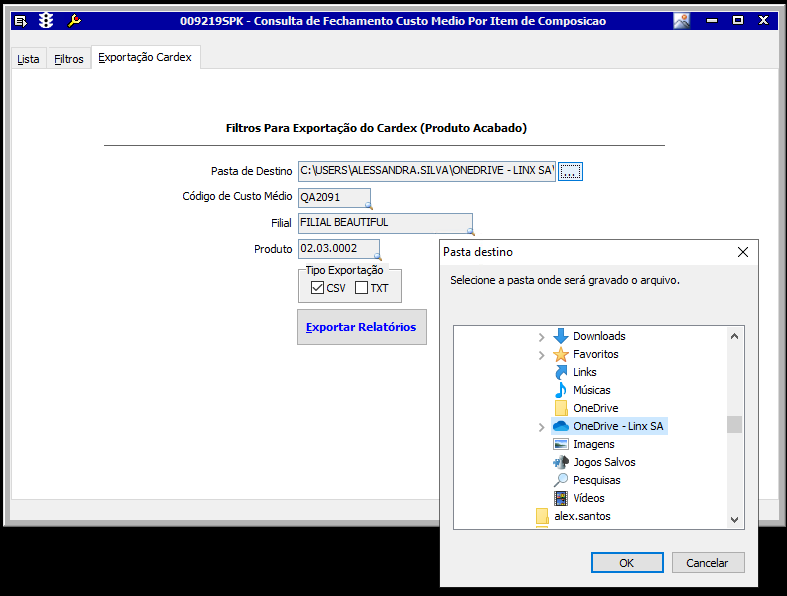 009219SPK - Consulta de Fechamento Custo Medio Por Item de Composicao
Lista Filtros Exportação Cardex
Filtros Para Exportação do Cardex (Produto Acabado)
Pasta de Destino C:\USERS\ALESSANDRA.SILVA\ONEDRIVE - LINX SA\ ...
Código de Custo Médio QA2091
Filial FILIAL BEAUTIFUL
Produto 02.03.0002
Tipo Exportação
CSV TXT
Exportar Relatórios
Pasta destino
Selecione a pasta onde será gravado o arquivo.
Downloads
Favoritos
Links
Músicas
OneDrive
OneDrive - Linx SA
Imagens
Jogos Salvos
Pesquisas
Vídeos
alex.santos
OK Cancelar